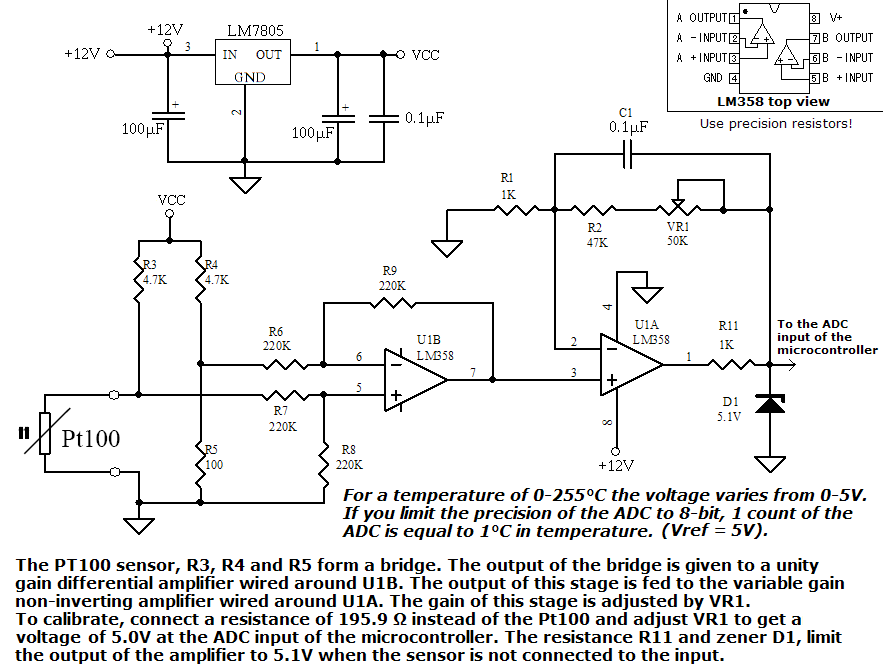 +12V
LM7805
+12V
3
IN
OUT
1
VCC
GND
2
+
100µF
+
100µF
0.1µF
A OUTPUT
1
8
V+
A - INPUT
2
7
B OUTPUT
A + INPUT
3
6
B - INPUT
GND
4
5
B + INPUT
LM358 top view
Use precision resistors!
C1
0.1µF
R1
1K
R2
47K
VR1
50K
VCC
R3
4.7K
R4
4.7K
R9
220K
R6
220K
6
U1B
LM358
7
5
R7
220K
R8
220K
R5
100
Pt100
4
U1A
LM358
2
3
1
8
+12V
R11
1K
To the ADC
input of the
microcontroller
D1
5.1V
For a temperature of 0-255°C the voltage varies from 0-5V.
If you limit the precision of the ADC to 8-bit, 1 count of the
ADC is equal to 1°C in temperature. (Vref = 5V).
The PT100 sensor, R3, R4 and R5 form a bridge. The output of the bridge is given to a unity
gain differential amplifier wired around U1B. The output of this stage is fed to the variable gain
non-inverting amplifier wired around U1A. The gain of this stage is adjusted by VR1.
To calibrate, connect a resistance of 195.9 Ω instead of the Pt100 and adjust VR1 to get a
voltage of 5.0V at the ADC input of the microcontroller. The resistance R11 and zener D1, limit
the output of the amplifier to 5.1V when the sensor is not connected to the input.